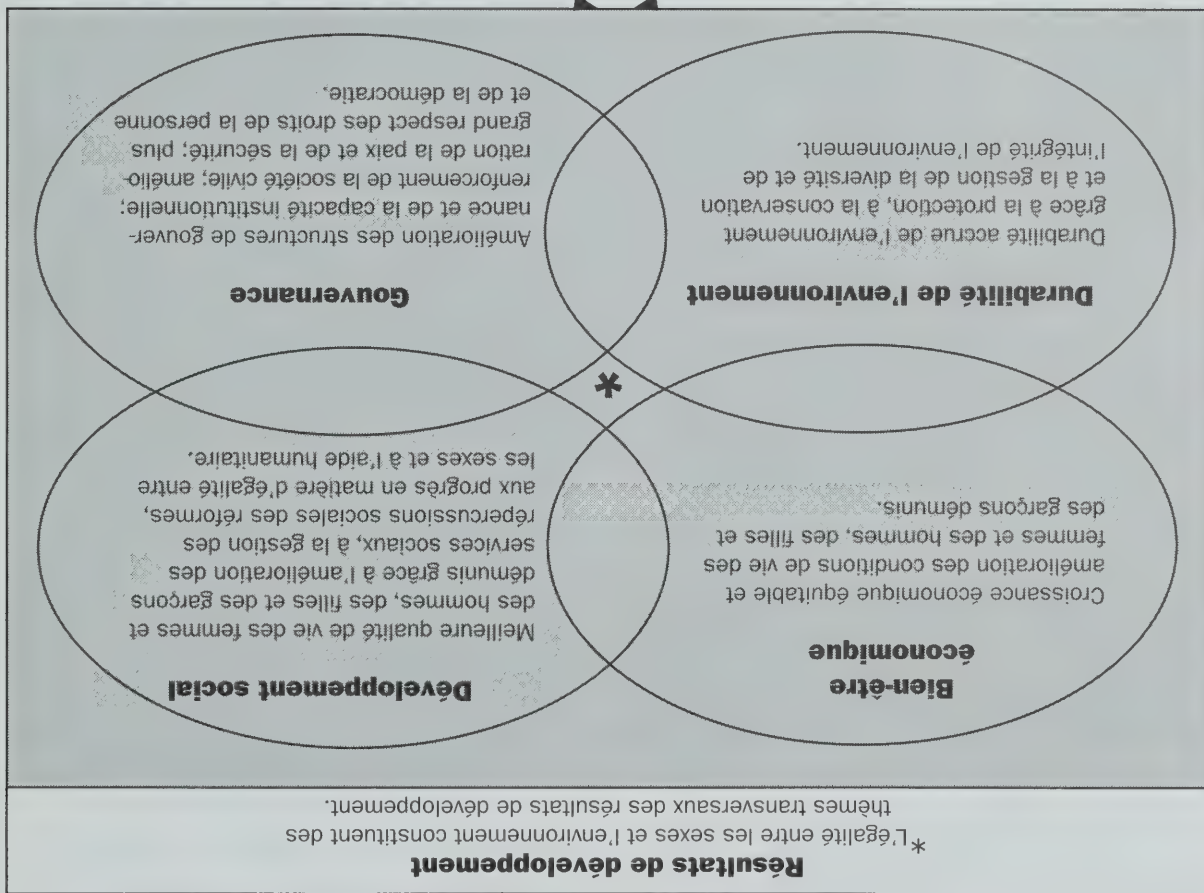 Résultats de développement
*L'égalité entre les sexes et l'environnement constituent des
thèmes transversaux des résultats de développement.
Bien-être
économique
Croissance économique équitable et
amélioration des conditions de vie des
femmes et des hommes, des filles et
des garçons démunis.
Développement social
Meilleure qualité de vie des femmes et
des hommes, des filles et des garçons
démunis grâce à l'amélioration des
services sociaux, à la gestion des
répercussions sociales des réformes,
aux progrès en matière d'égalité entre
les sexes et à l'aide humanitaire.
*
Durabilité de l'environnement
Durabilité accrue de l'environnement
grâce à la protection, à la conservation
et à la gestion de la diversité et de
l'intégrité de l'environnement.
Gouvernance
Amélioration des structures de gouver-
nance et de la capacité institutionnelle;
renforcement de la société civile; amélio-
ration de la paix et de la sécurité; plus
grand respect des droits de la personne
et de la démocratie.